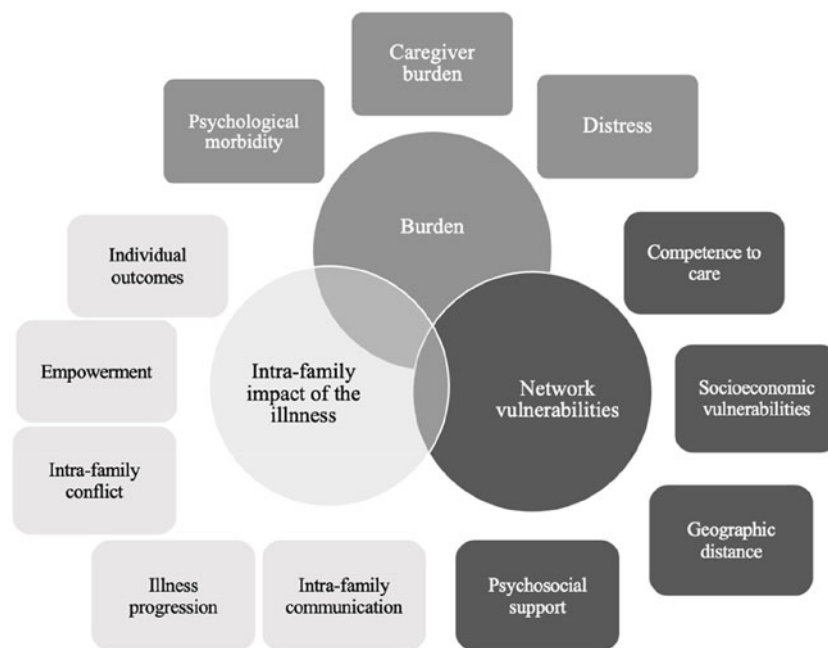 Caregiver
burden
Psychological
morbidity
Distress
Burden
Individual
outcomes
Competence to
care
Empowerment
Intra-family
impact of the
illnness
Network
vulnerabilities
Socioeconomic
vulnerabilities
Intra-family
conflict
Geographic
distance
Illness
progression
Intra-family
communication
Psychosocial
support